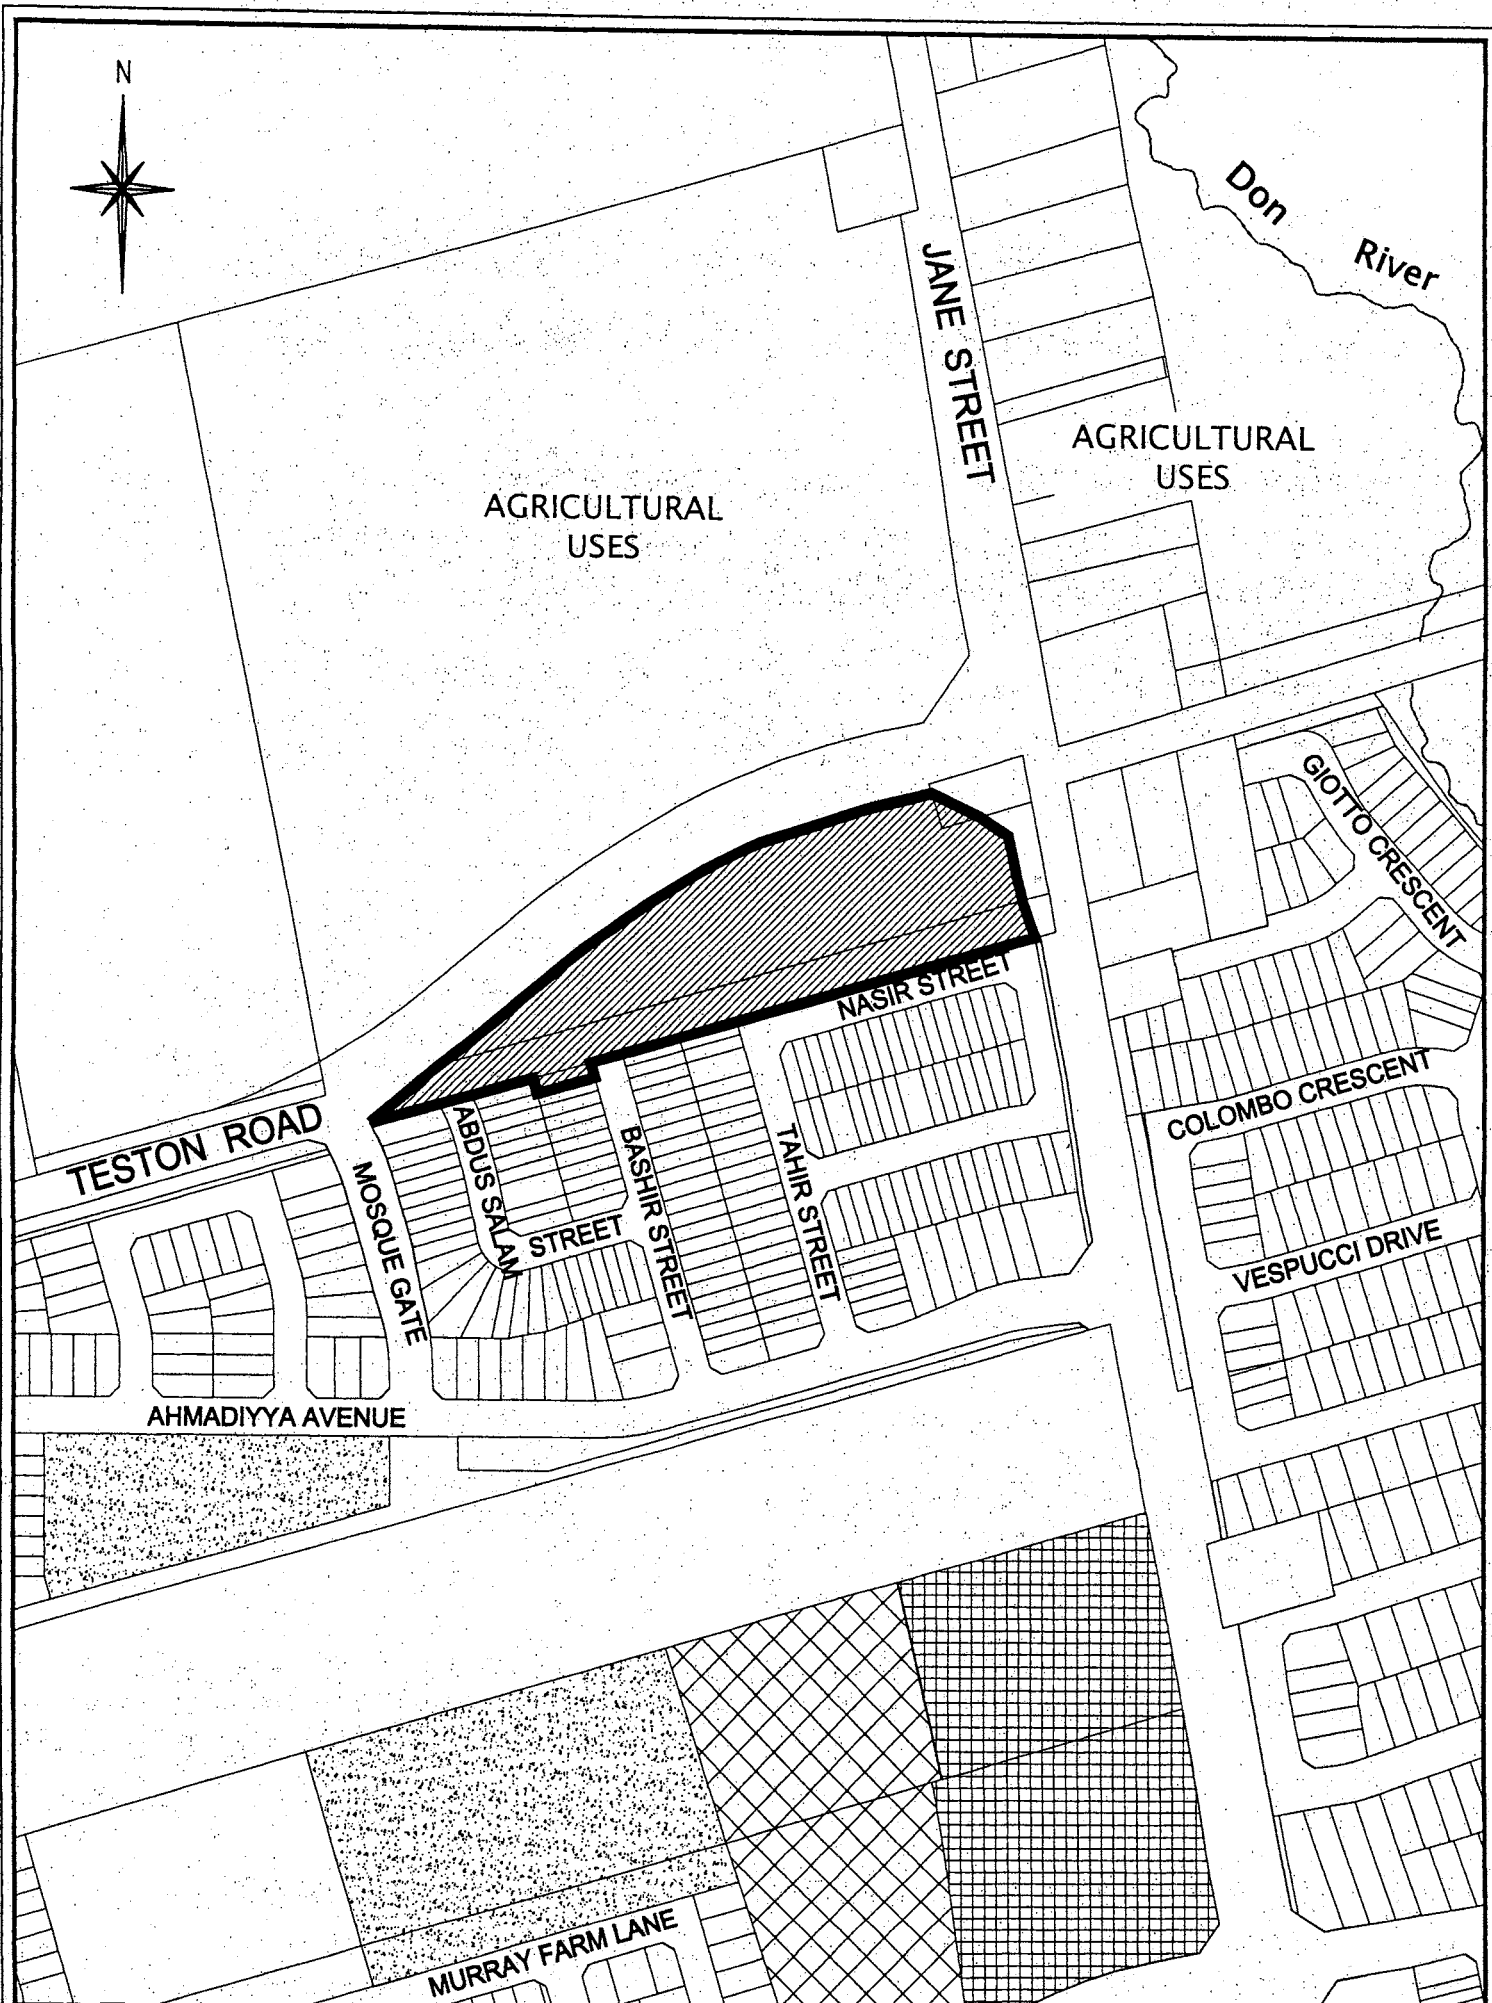 N
Don
River
JANE STREET
AGRICULTURAL
USES
AGRICULTURAL
USES
GIOTTO CRESCENT
NASIR STREET
COLOMBO CRESCENT
TESTON ROAD
ABDUS SALAM
STREET
BASHIR STREET
TAHIR STREET
MOSQUE GATE
VESPUCCI DRIVE
AHMADIYYA AVENUE
MURRAY FARM LANE